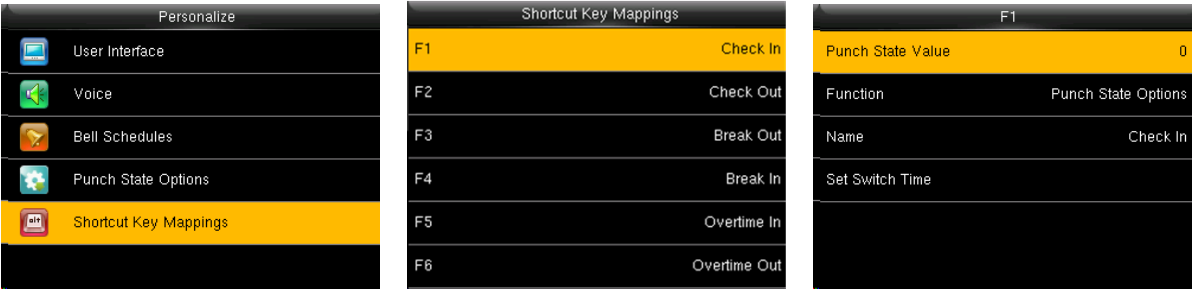 Personalize
User Interface
Voice
Bell Schedules
Punch State Options
alt Shortcut Key Mappings
Shortcut Key Mappings
F1 Check In
F2 Check Out
F3 Break Out
F4 Break In
F5 Overtime In
F6 Overtime Out
F1
Punch State Value 0
Function Punch State Options
Name Check In
Set Switch Time